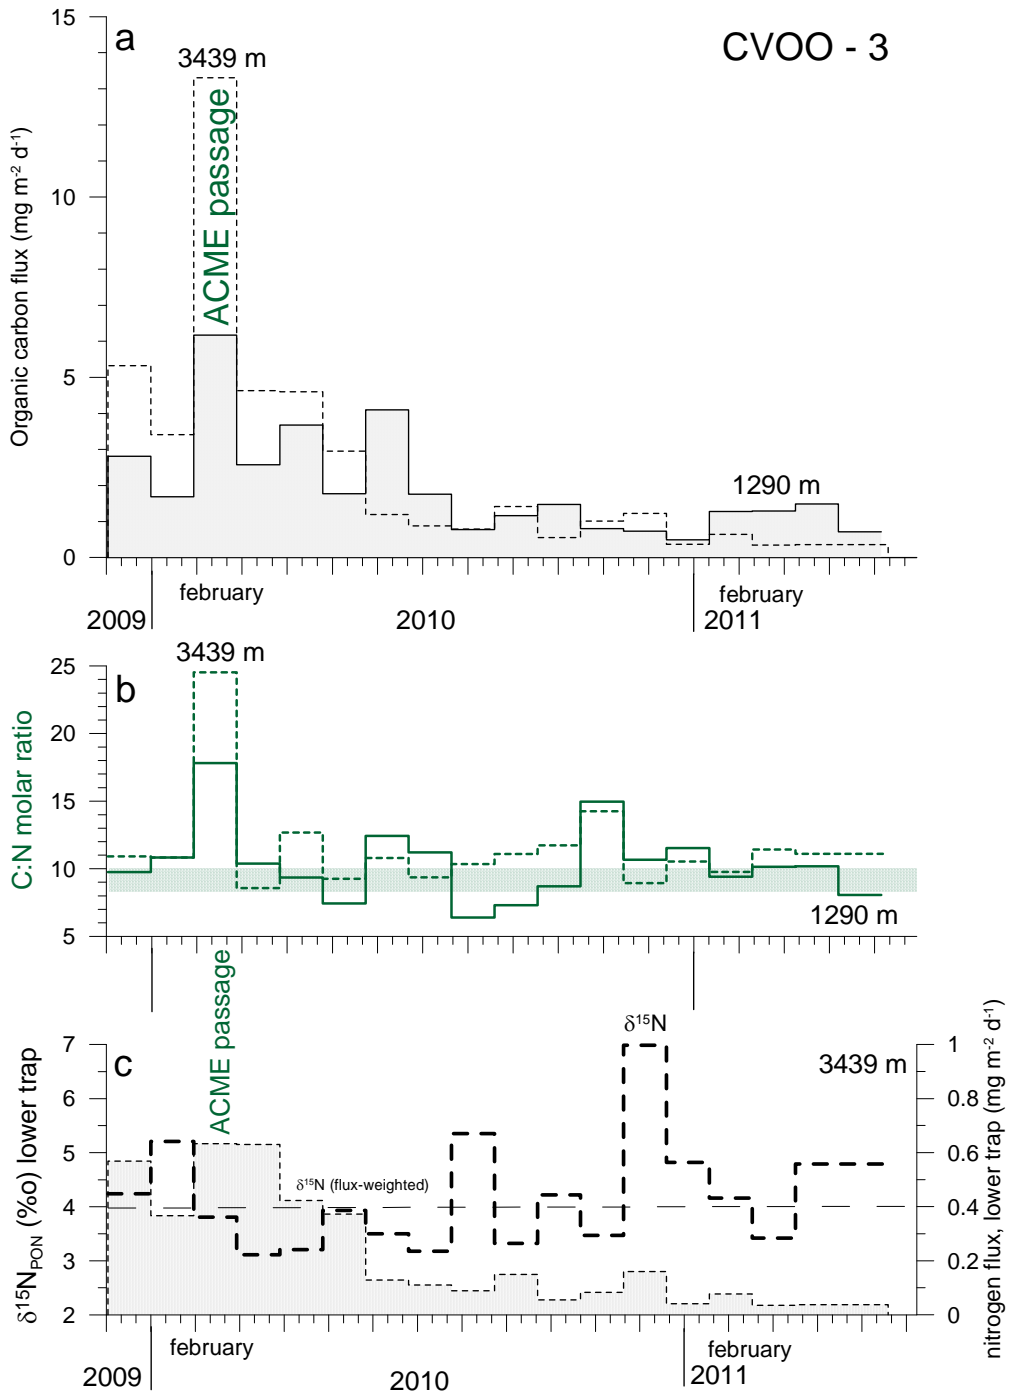 15
a
CVOO - 3
3439 m
ACME passage
10
Organic carbon flux (mg m⁻² d⁻¹)
5
1290 m
0
february
february
2009
2010
2011
3439 m
25
b
20
C:N molar ratio
15
10
1290 m
5
ACME passage
δ¹⁵N
7
c
1
3439 m
6
0.8
5
0.6
δ¹⁵N (flux-weighted)
4
0.4
3
0.2
2
0
δ¹⁵N_PON (%o) lower trap
nitrogen flux, lower trap (mg m⁻² d⁻¹)
february
february
2009
2010
2011